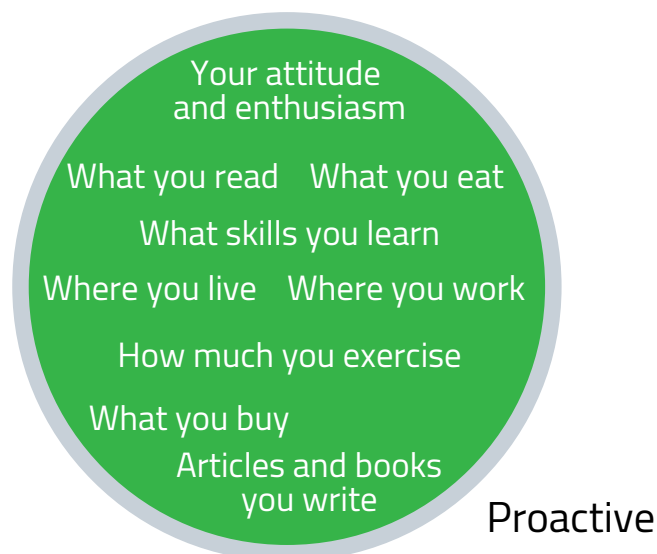 Your attitude
and enthusiasm
What you read What you eat
What skills you learn
Where you live Where you work
How much you exercise
What you buy
Articles and books
you write
Proactive